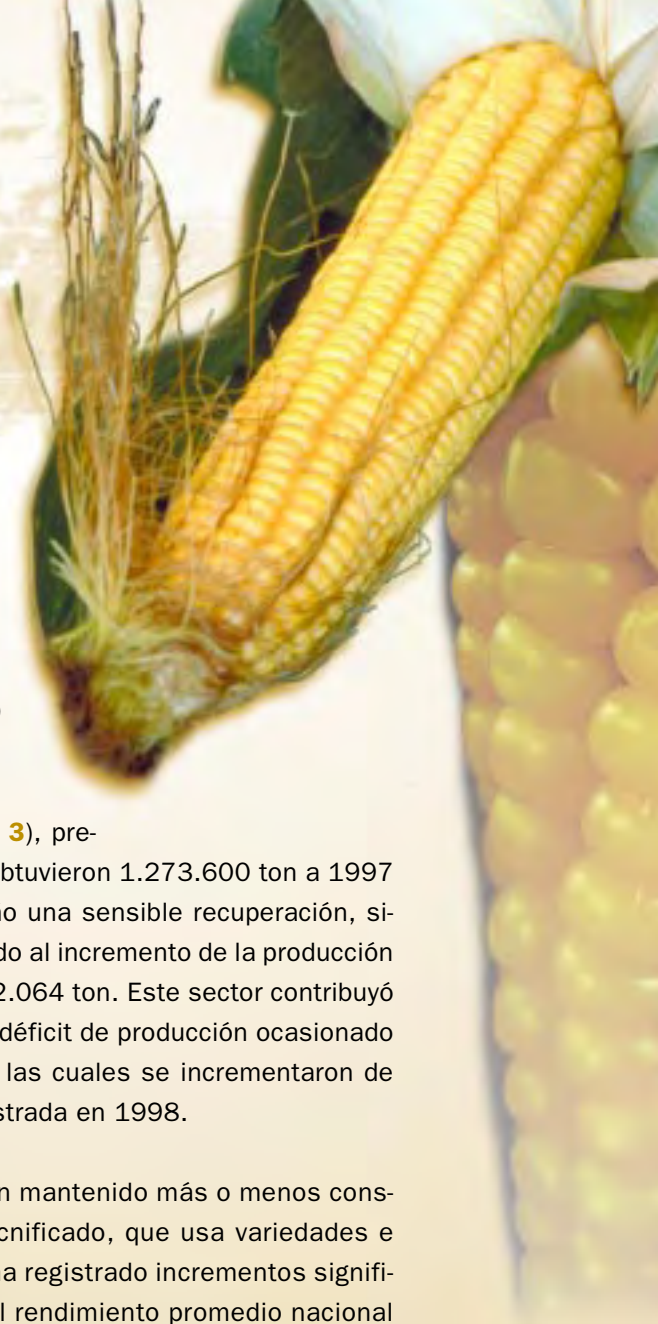 3), pre-
btuvieron 1.273.600 ton a 1997
o una sensible recuperación, si-
do al incremento de la producción
2.064 ton. Este sector contribuyó
déficit de producción ocasionado
las cuales se incrementaron de
strada en 1998.
n mantenido más o menos cons-
cnificado, que usa variedades e
a registrado incrementos signifi-
l rendimiento promedio nacional